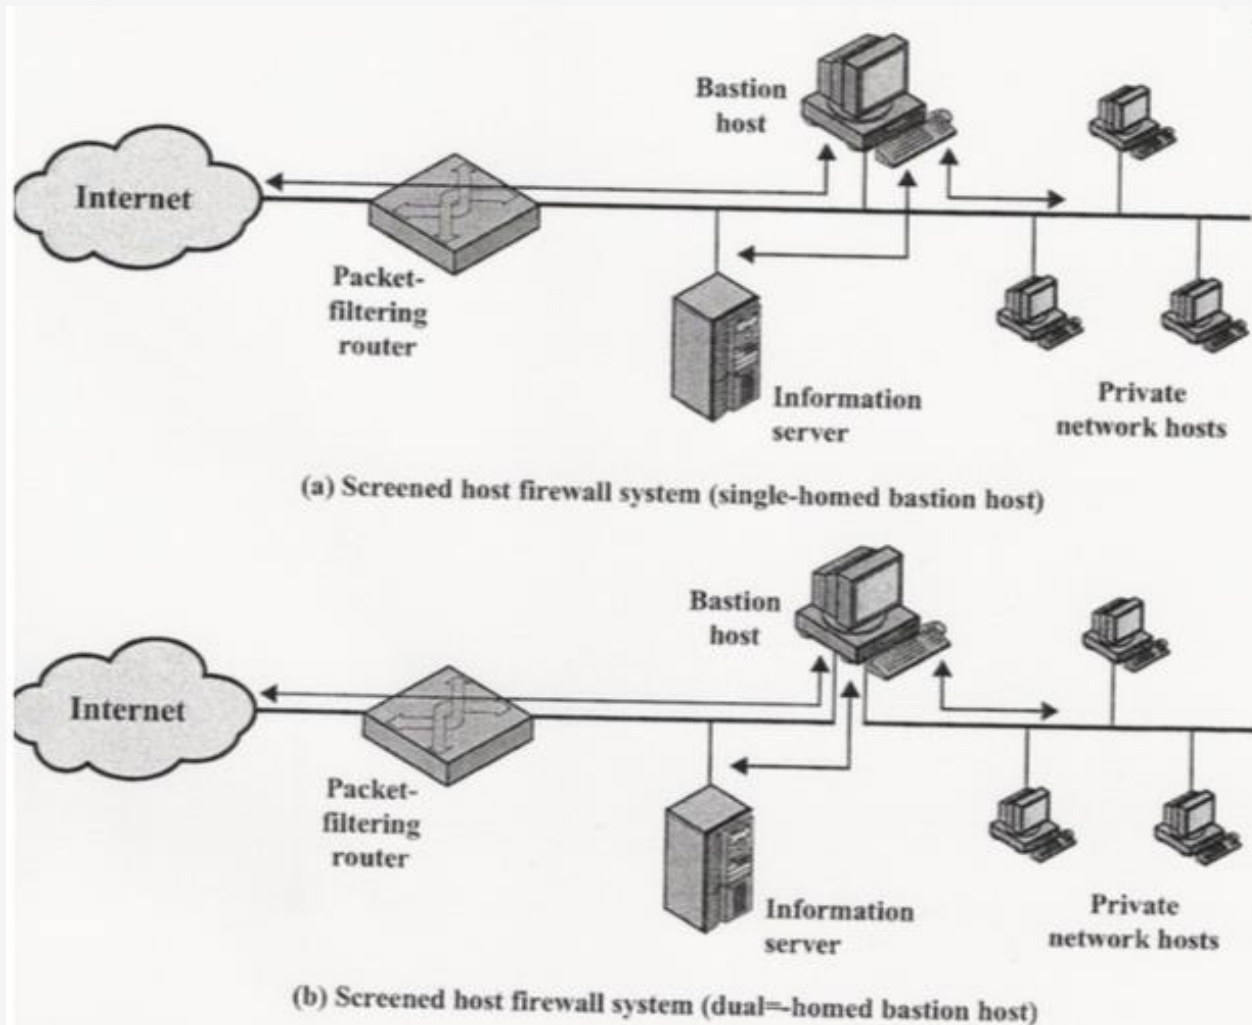 Bastion
host
Internet
Packet-
filtering
router
Information
server
Private
network hosts
(a) Screened host firewall system (single-homed bastion host)
Bastion
host
Internet
Packet-
filtering
router
Information
server
Private
network hosts
(b) Screened host firewall system (dual=-homed bastion host)